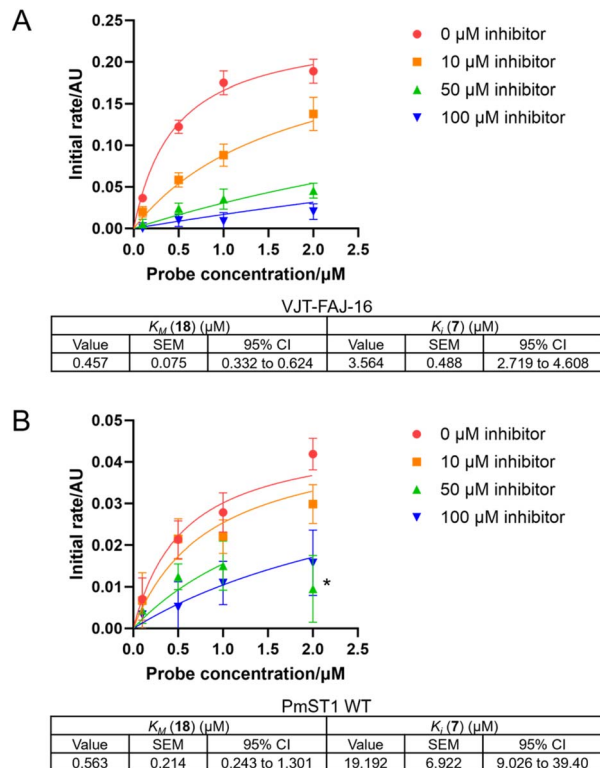 A
Initial rate/AU
0.25
0.20
0.15
0.10
0.05
0.00
0.0 0.5 1.0 1.5 2.0 2.5
Probe concentration/µM
0 µM inhibitor
10 µM inhibitor
50 µM inhibitor
100 µM inhibitor
VJT-FAJ-16
K_M (18) (µM) K_i (7) (µM)
Value SEM 95% CI Value SEM 95% CI
0.457 0.075 0.332 to 0.624 3.564 0.488 2.719 to 4.608
B
Initial rate/AU
0.05
0.04
0.03
0.02
0.01
0.00
0.0 0.5 1.0 1.5 2.0 2.5
Probe concentration/µM
0 µM inhibitor
10 µM inhibitor
50 µM inhibitor
100 µM inhibitor
*
PmST1 WT
K_M (18) (µM) K_i (7) (µM)
Value SEM 95% CI Value SEM 95% CI
0.563 0.214 0.243 to 1.301 19.192 6.922 9.026 to 39.40